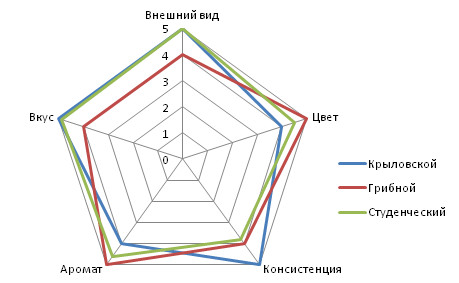 Внешний вид
5
4
3
2
1
0
Вкус
Цвет
Крыловской
Грибной
Студенческий
Аромат
Консистенция